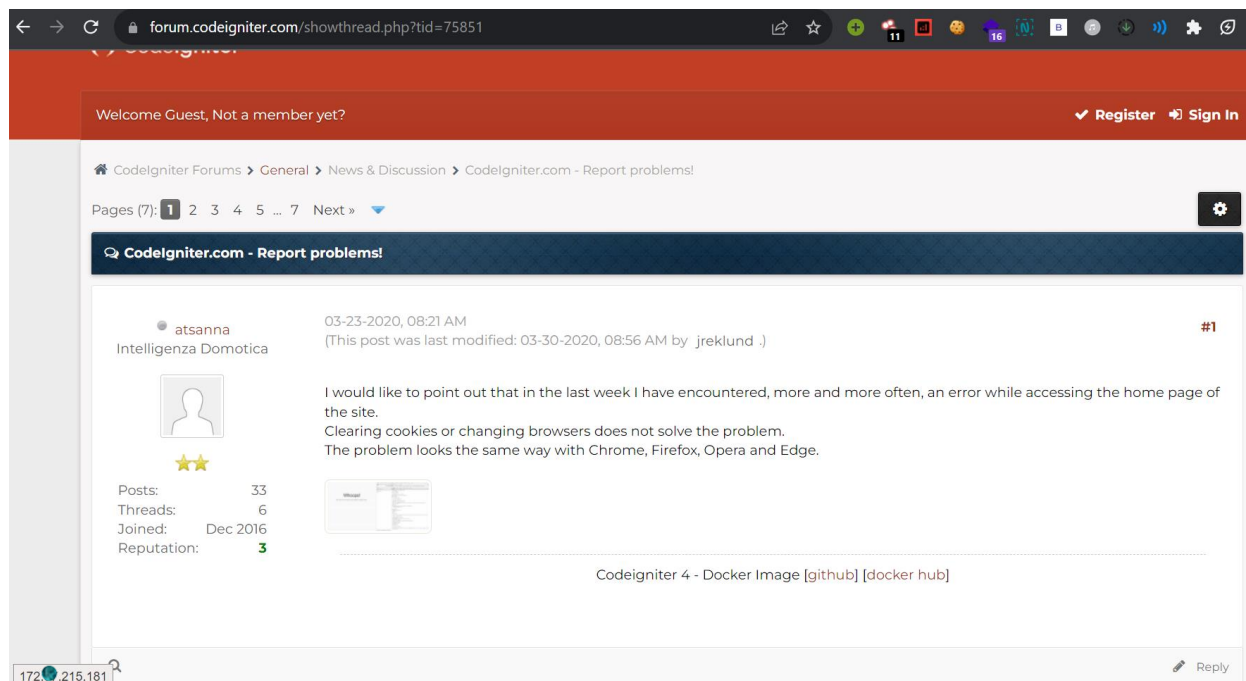 forum.codeigniter.com/showthread.php?tid=75851
11
16
N
B
Welcome Guest, Not a member yet?
Register Sign In
CodeIgniter Forums › General › News & Discussion › CodeIgniter.com - Report problems!
Pages (7): 1 2 3 4 5 … 7 Next »
CodeIgniter.com - Report problems!
atsanna
Intelligenza Domotica
Posts: 33
Threads: 6
Joined: Dec 2016
Reputation: 3
03-23-2020, 08:21 AM
#1
(This post was last modified: 03-30-2020, 08:56 AM by jreklund .)
I would like to point out that in the last week I have encountered, more and more often, an error while accessing the home page of
the site.
Clearing cookies or changing browsers does not solve the problem.
The problem looks the same way with Chrome, Firefox, Opera and Edge.
Codeigniter 4 - Docker Image [github] [docker hub]
Reply
172. .215.181